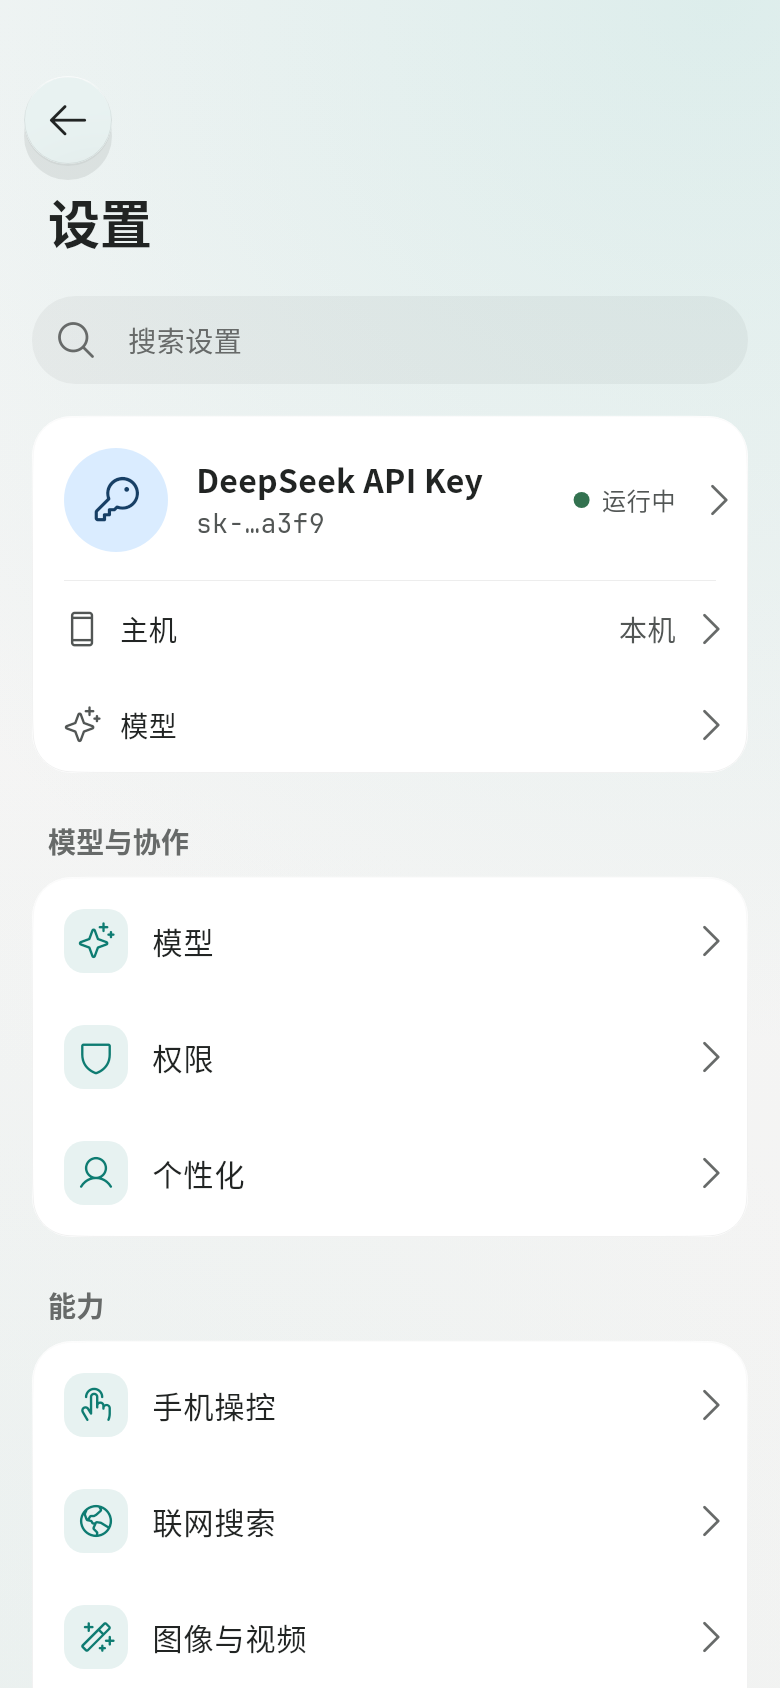 设置
搜索设置
DeepSeek API Key
sk-…a3f9
运行中
主机
本机
模型
模型与协作
模型
权限
个性化
能力
手机操控
联网搜索
图像与视频